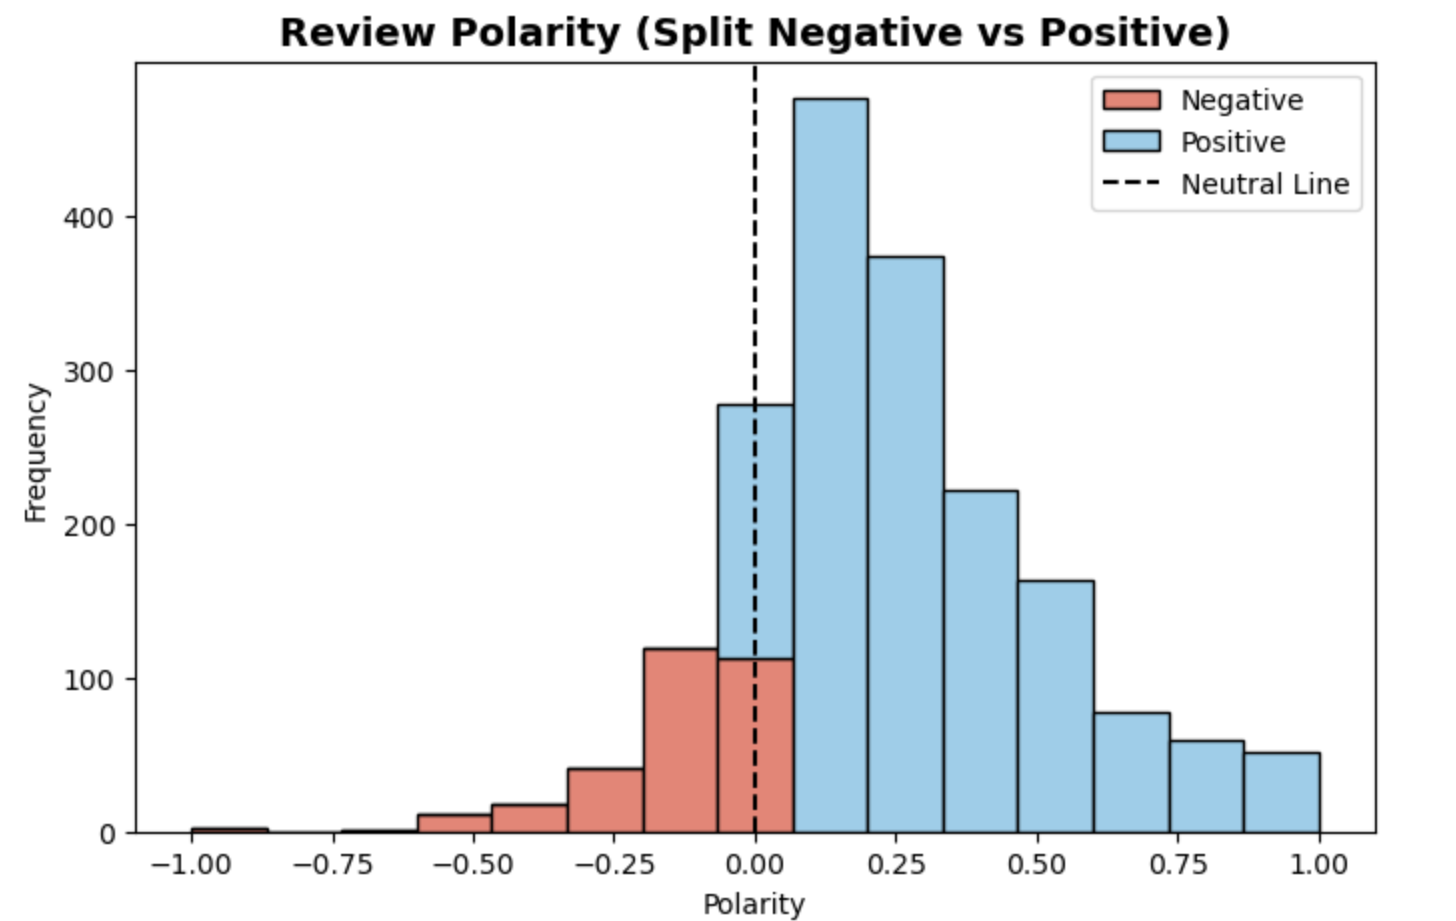 Review Polarity (Split Negative vs Positive)
Negative
Positive
Neutral Line
Frequency
400
300
200
100
0
−1.00 −0.75 −0.50 −0.25 0.00 0.25 0.50 0.75 1.00
Polarity